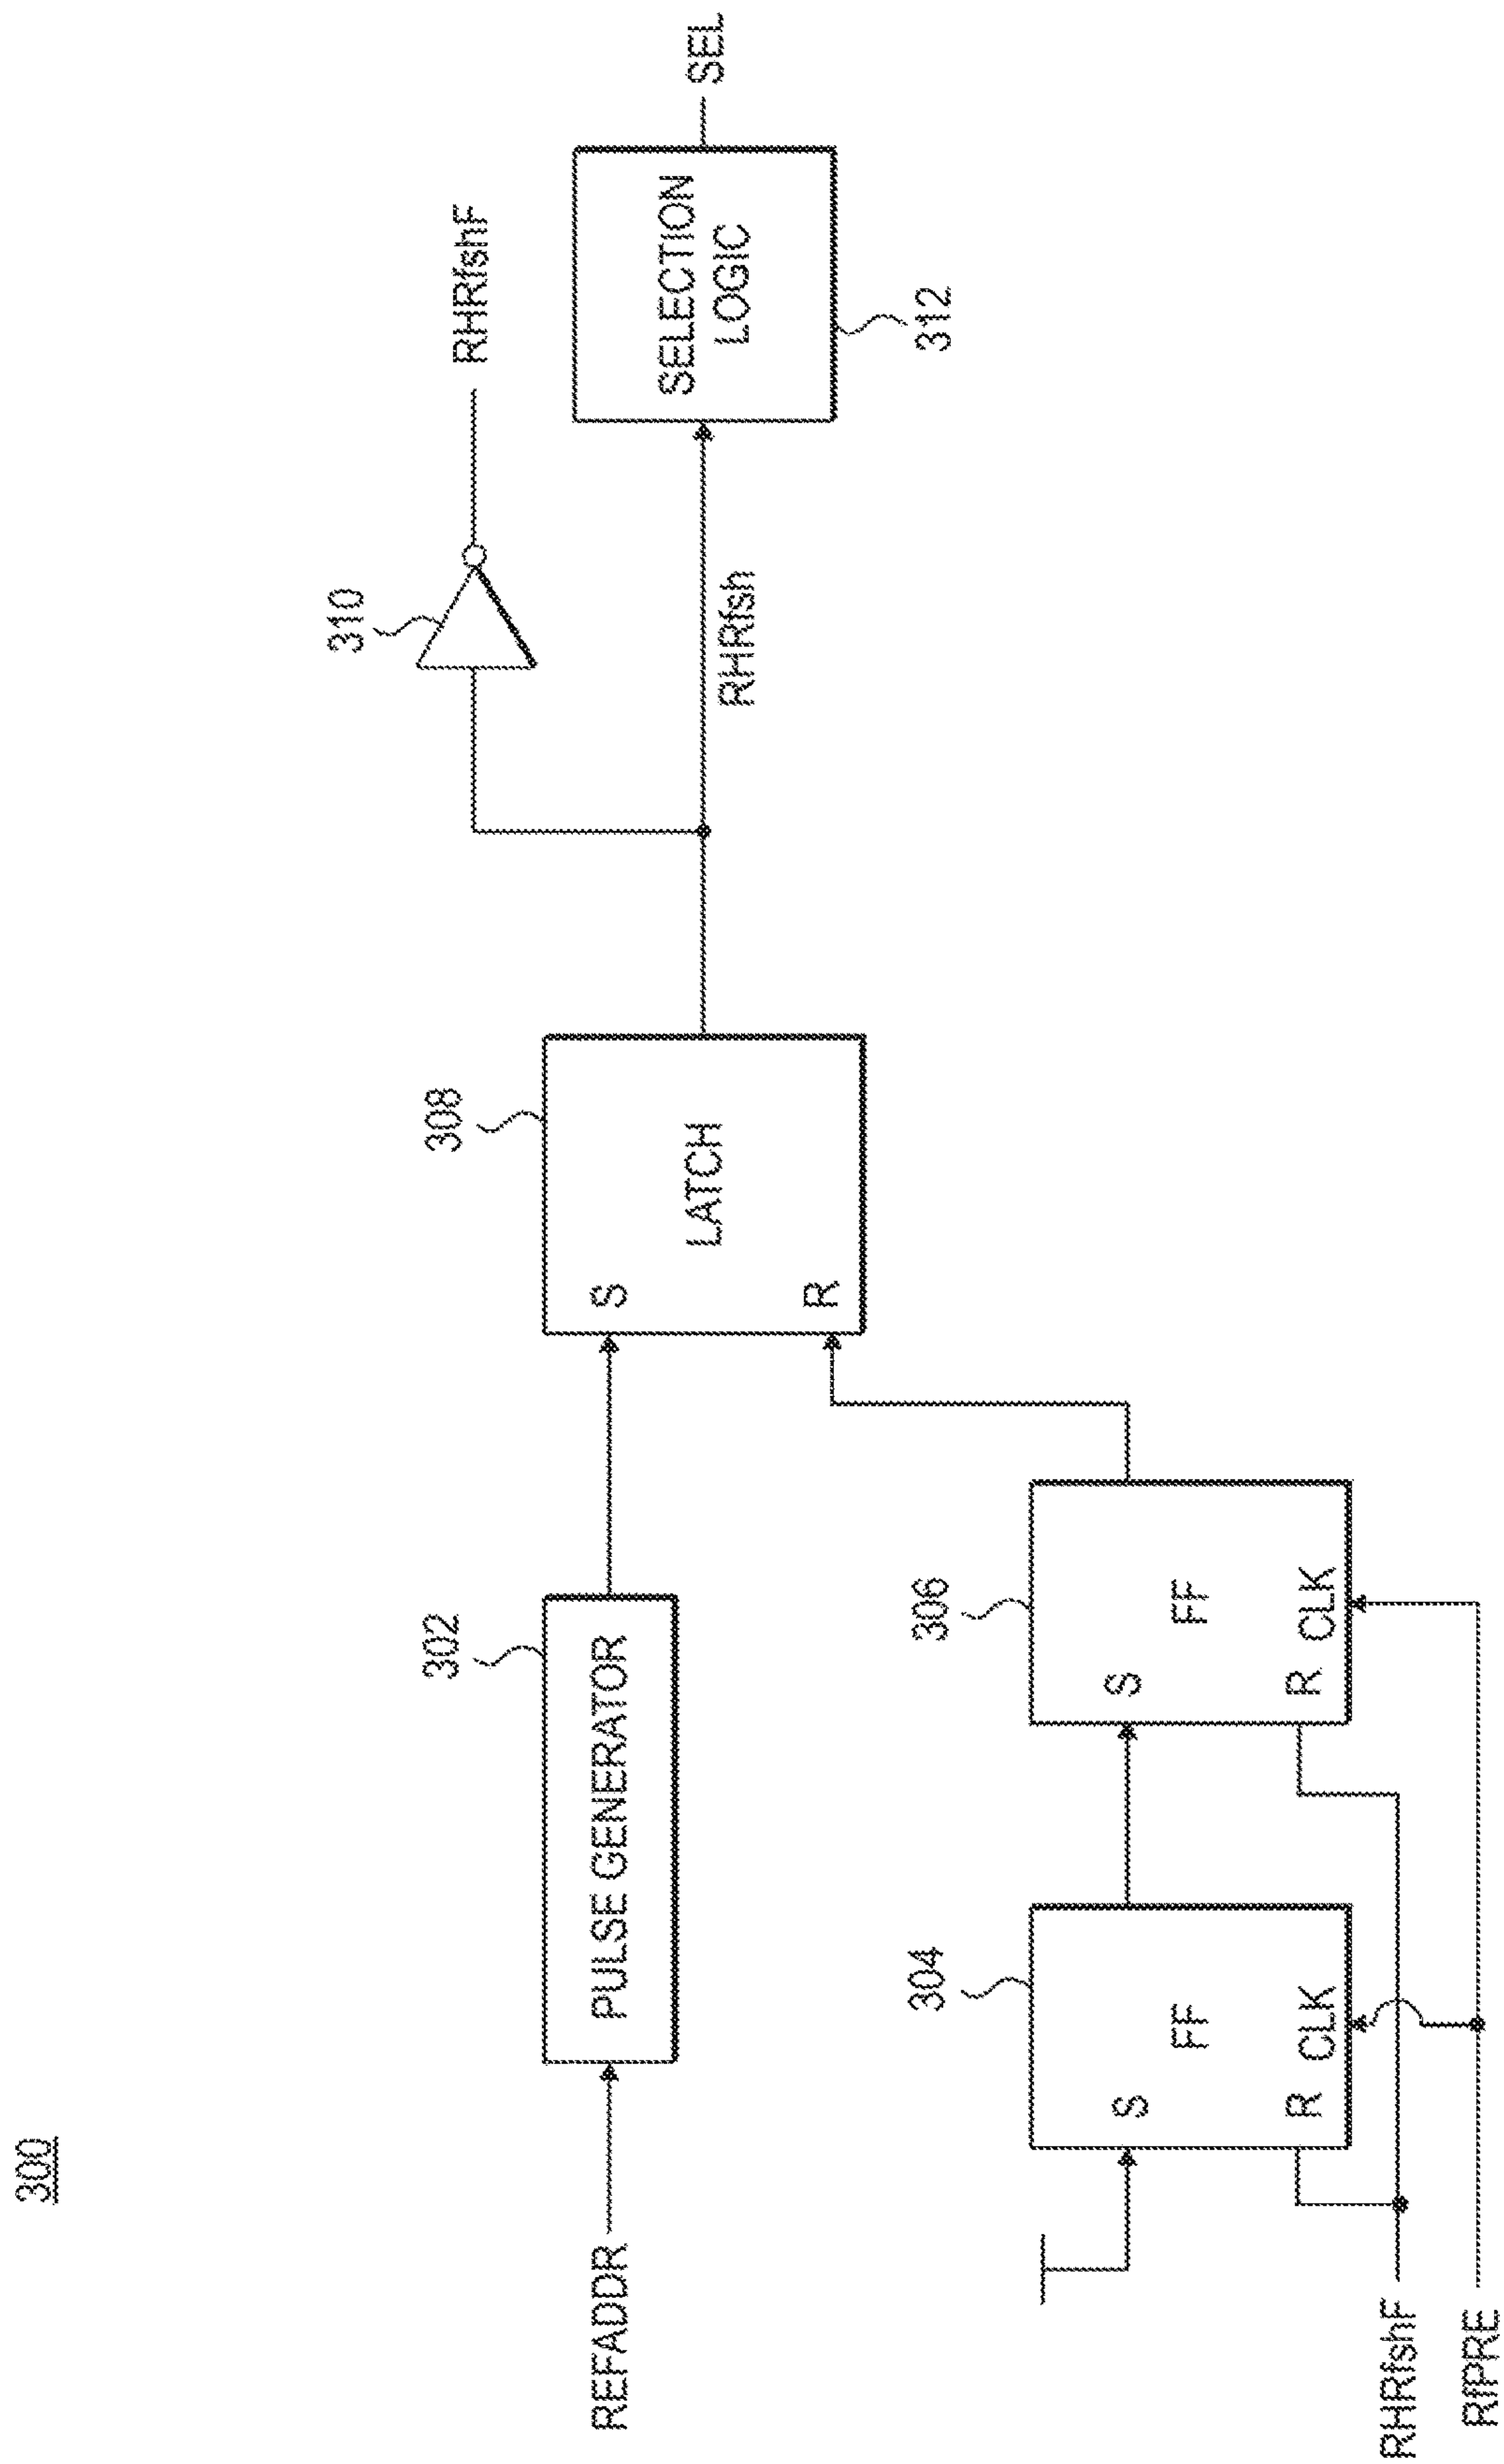 300
REFADDR
PULSE GENERATOR
302
S
R
LATCH
308
310
RHRfshF
RHRfsh
SELECTION
LOGIC
312
SEL
304
S
FF
R
CLK
306
S
FF
R
CLK
RHRfshF
RfPRE